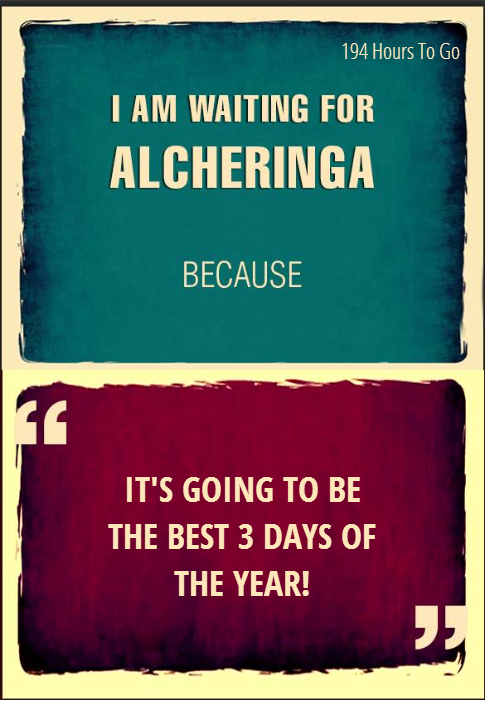 194 Hours To Go
I AM WAITING FOR
ALCHERINGA
BECAUSE
“
IT'S GOING TO BE
THE BEST 3 DAYS OF
THE YEAR!
”